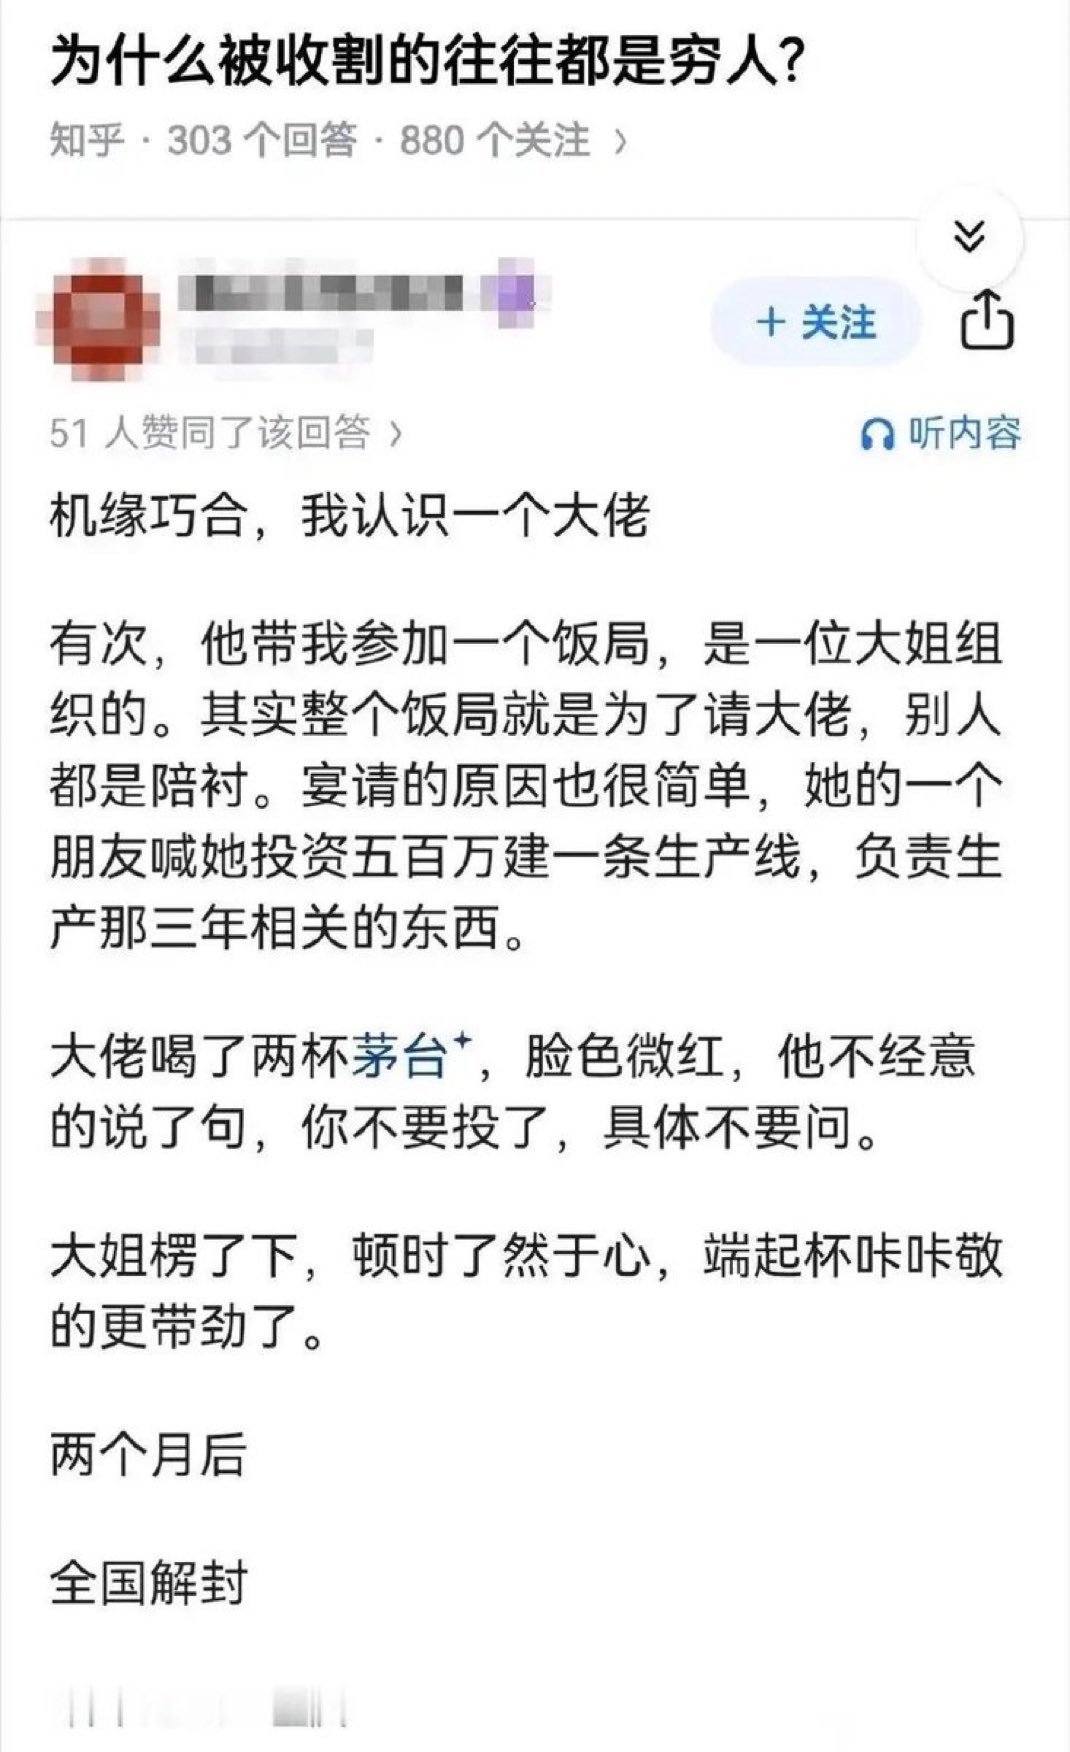 为什么被收割的往往都是穷人?
知乎 · 303 个回答 · 880 个关注 >
+ 关注
51 人赞同了该回答 >
听内容
机缘巧合，我认识一个大佬
有次，他带我参加一个饭局，是一位大姐组
织的。其实整个饭局就是为了请大佬，别人
都是陪衬。宴请的原因也很简单，她的一个
朋友喊她投资五百万建一条生产线，负责生
产那三年相关的东西。
大佬喝了两杯茅台，脸色微红，他不经意
的说了句，你不要投了，具体不要问。
大姐楞了下，顿时了然于心，端起杯咔咔敬
的更带劲了。
两个月后
全国解封